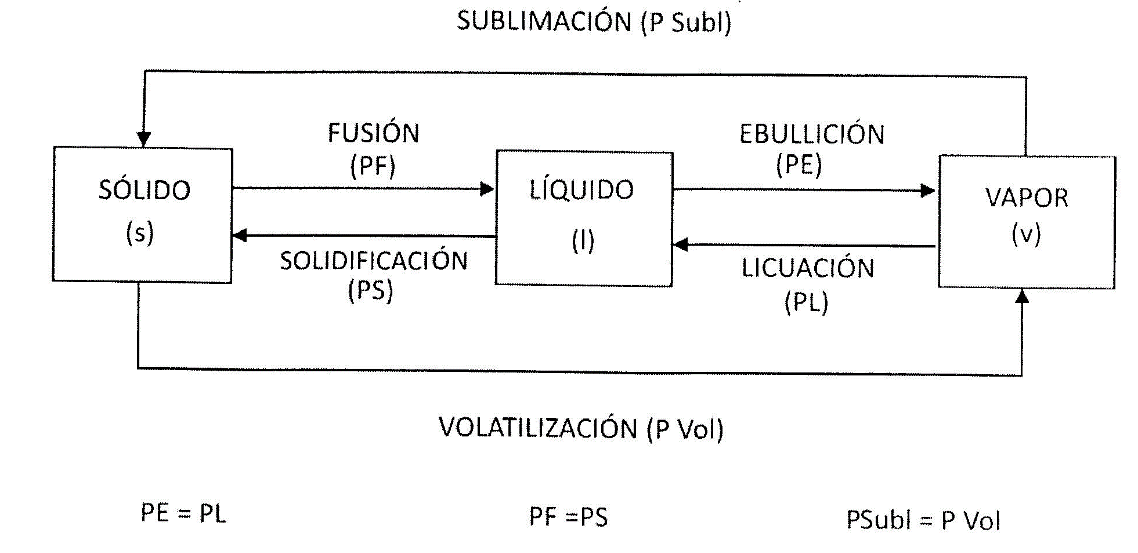 SUBLIMACIÓN (P Subl)
FUSIÓN
(PF)
EBULLICIÓN
(PE)
SÓLIDO
(s)
LÍQUIDO
(l)
VAPOR
(v)
SOLIDIFICACIÓN
(PS)
LICUACIÓN
(PL)
VOLATILIZACIÓN (P Vol)
PE = PL
PF =PS
PSubl = P Vol